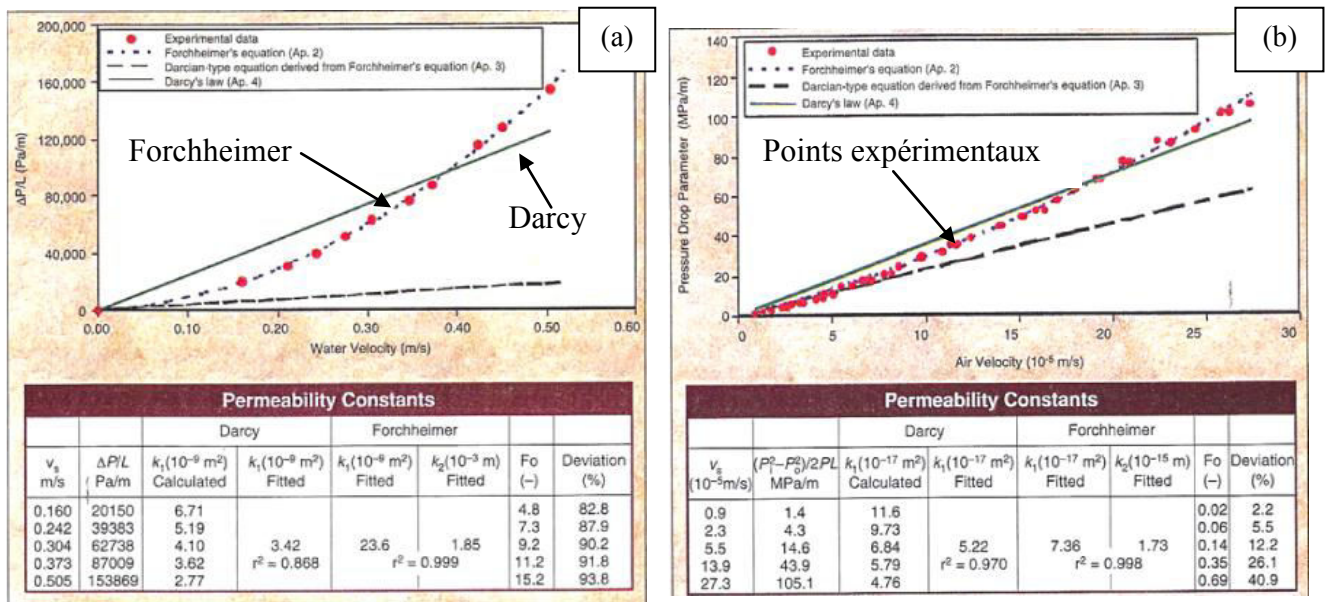 (a)
200,000
160,000
120,000
80,000
40,000
0
ΔP/L (Pa/m)
Experimental data
Forchheimer's equation (Ap. 2)
Darcian-type equation derived from Forchheimer's equation (Ap. 3)
Darcy's law (Ap. 4)
Forchheimer
Darcy
0.00 0.10 0.20 0.30 0.40 0.50 0.60
Water Velocity (m/s)
Permeability Constants
Darcy Forchheimer
v_s ΔP/L k₁(10⁻⁹ m²) k₁(10⁻⁹ m²) k₁(10⁻⁹ m²) k₂(10⁻³ m) Fo Deviation
m/s Pa/m Calculated Fitted Fitted Fitted (–) (%)
0.160 20150 6.71 4.8 82.8
0.242 39383 5.19 7.3 87.9
0.304 62738 4.10 3.42 23.6 1.85 9.2 90.2
0.373 87009 3.62 r² = 0.868 r² = 0.999 11.2 91.8
0.505 153869 2.77 15.2 93.8
(b)
140
120
100
80
60
40
20
0
Pressure Drop Parameter (MPa/m)
Experimental data
Forchheimer's equation (Ap. 2)
Darcian-type equation derived from Forchheimer's equation (Ap. 3)
Darcy's law (Ap. 4)
Points expérimentaux
0 5 10 15 20 25 30
Air Velocity (10⁻⁵ m/s)
Permeability Constants
Darcy Forchheimer
v_s (P_i²–P_o²)/2PL k₁(10⁻¹⁷ m²) k₁(10⁻¹⁷ m²) k₁(10⁻¹⁷ m²) k₂(10⁻¹⁵ m) Fo Deviation
(10⁻⁵m/s) MPa/m Calculated Fitted Fitted Fitted (–) (%)
0.9 1.4 11.6 0.02 2.2
2.3 4.3 9.73 0.06 5.5
5.5 14.6 6.84 5.22 7.36 1.73 0.14 12.2
13.9 43.9 5.79 r² = 0.970 r² = 0.998 0.35 26.1
27.3 105.1 4.76 0.69 40.9